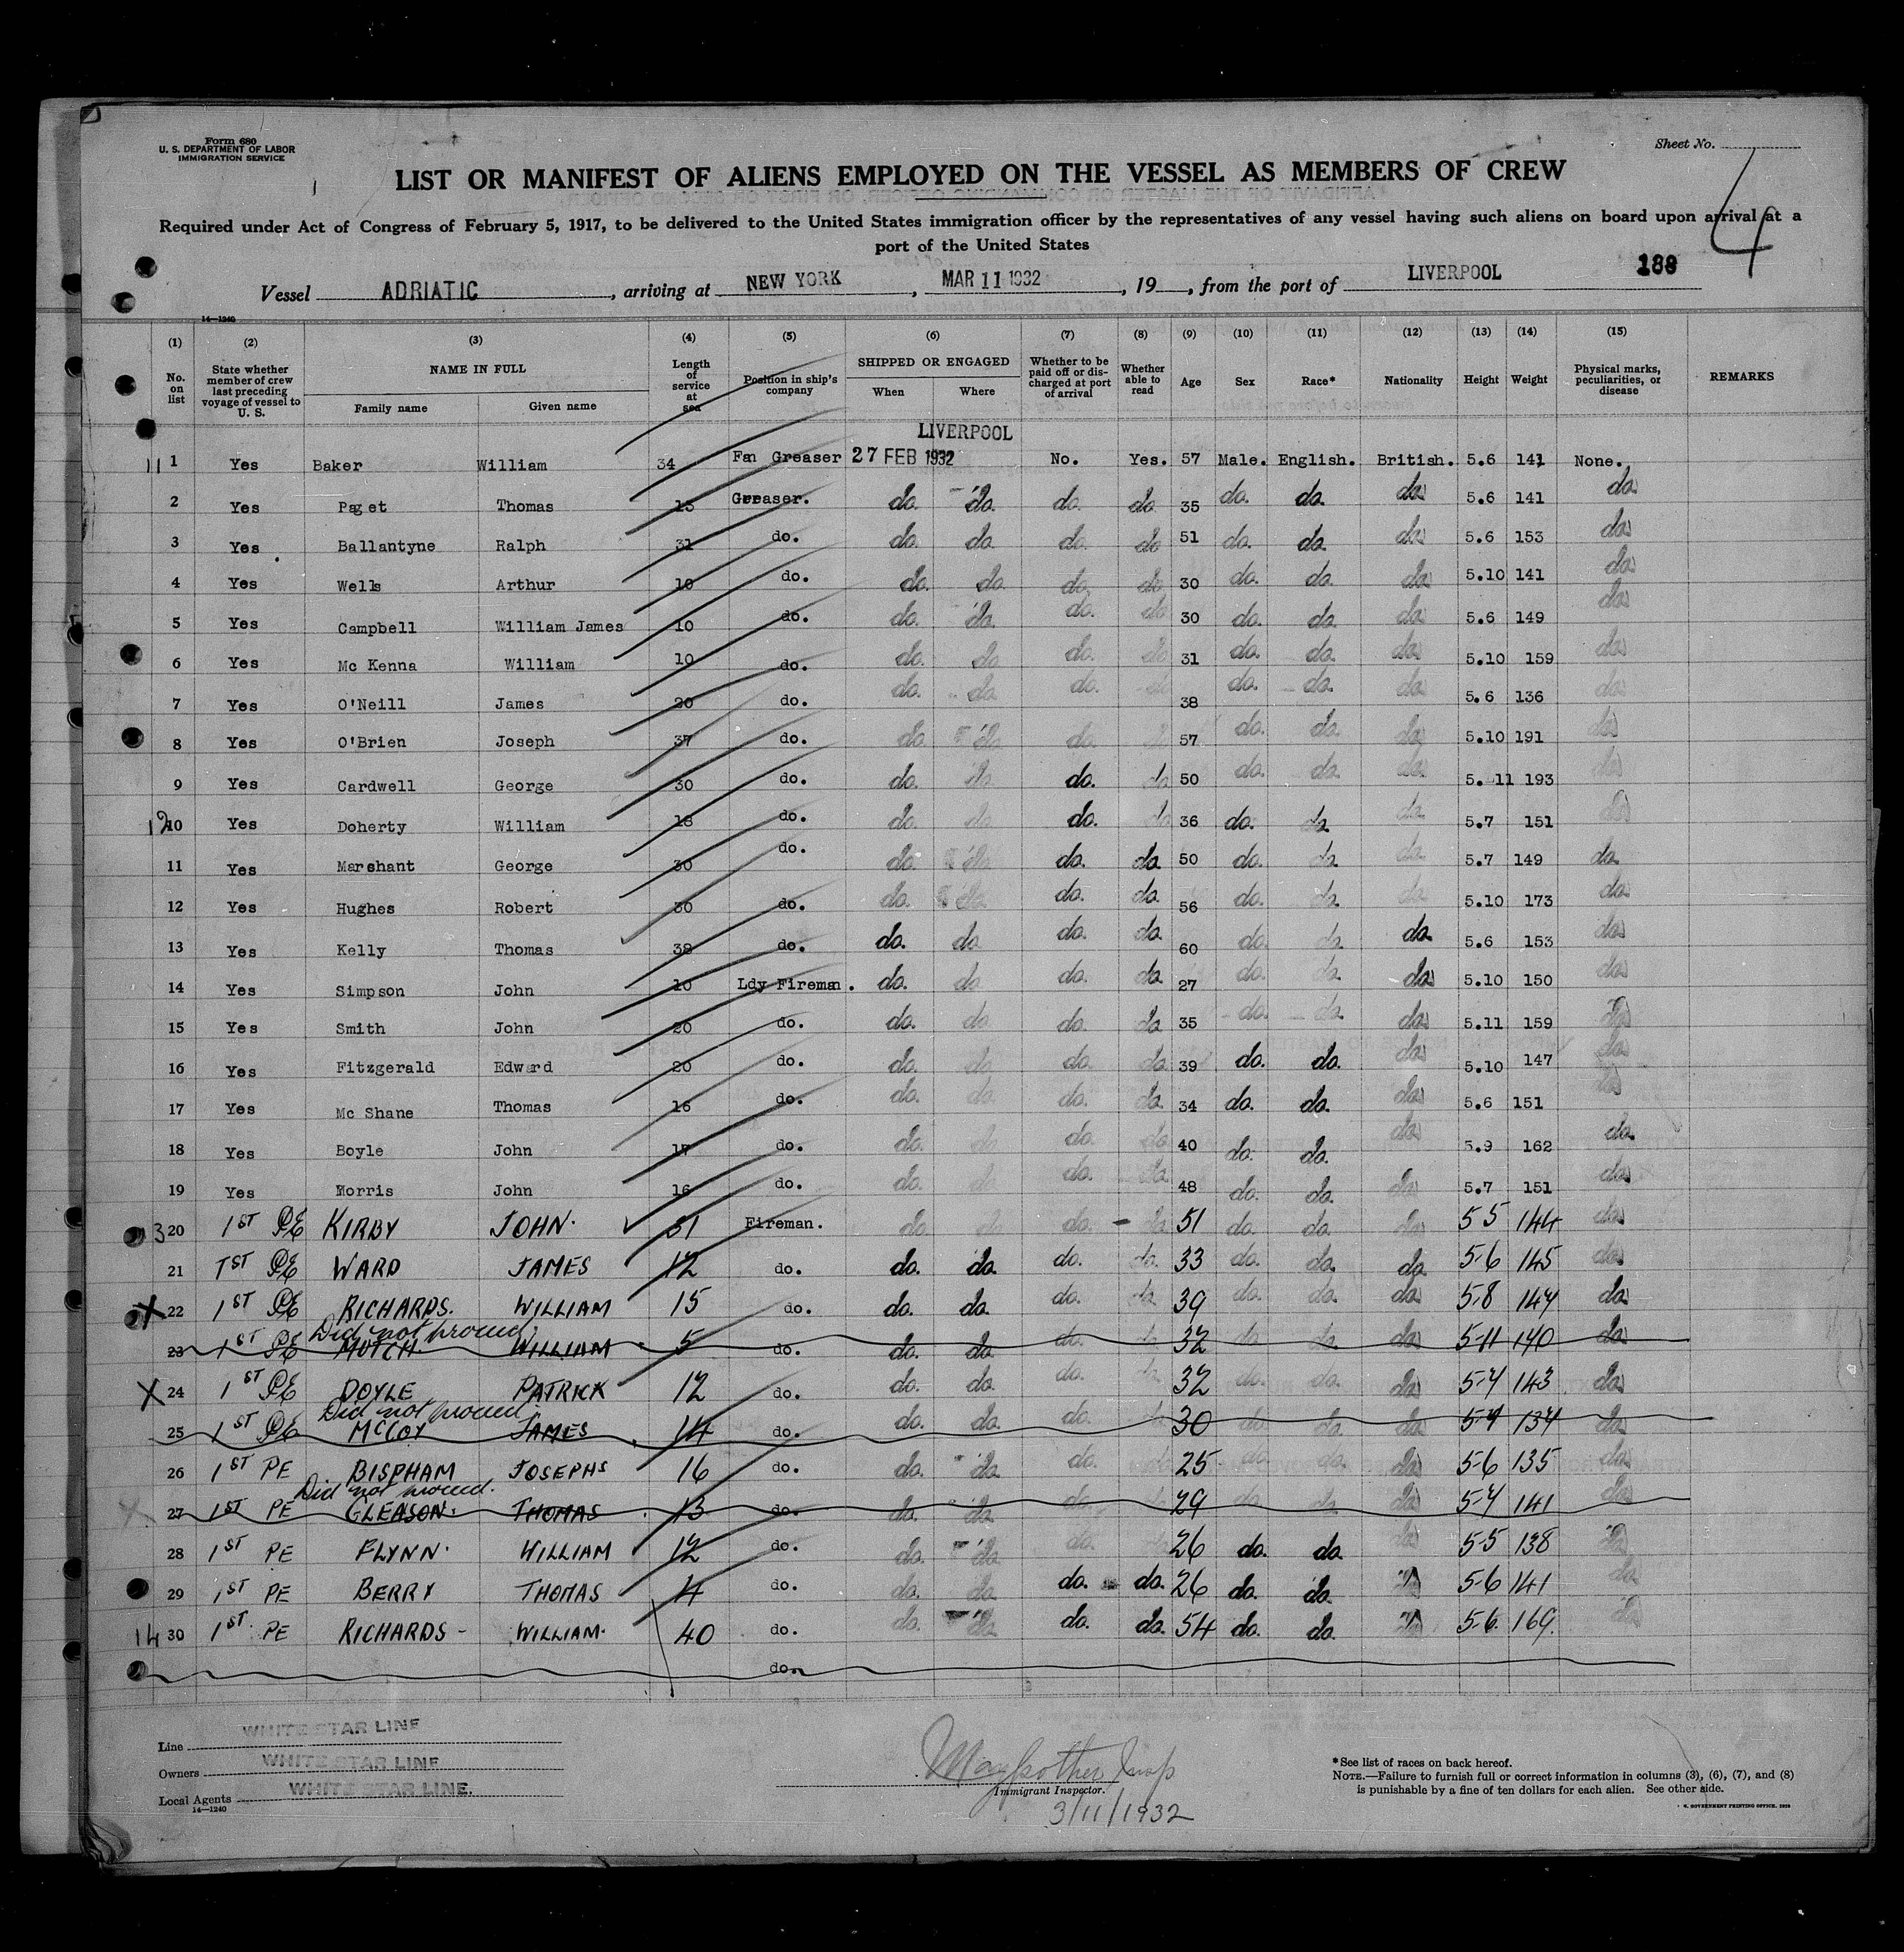 Form 680
U. S. DEPARTMENT OF LABOR
IMMIGRATION SERVICE
Sheet No.
4
LIST OR MANIFEST OF ALIENS EMPLOYED ON THE VESSEL AS MEMBERS OF CREW
Required under Act of Congress of February 5, 1917, to be delivered to the United States immigration officer by the representatives of any vessel having such aliens on board upon arrival at a
port of the United States
Vessel ADRIATIC, arriving at NEW YORK, MAR 11 1932, 19, from the port of LIVERPOOL 188
14—1240
(1) (2) (3) (4) (5) (6) (7) (8) (9) (10) (11) (12) (13) (14) (15)
No. on list State whether member of crew last preceding voyage of vessel to U. S. NAME IN FULL Family name Given name Length of service at sea Position in ship's company SHIPPED OR ENGAGED When Where Whether to be paid off or discharged at port of arrival Whether able to read Age Sex Race* Nationality Height Weight Physical marks, peculiarities, or disease REMARKS
LIVERPOOL
11 1 Yes Baker William 34 Fan Greaser 27 FEB 1932 No. Yes. 57 Male. English. British. 5.6 141 None.
2 Yes Paget Thomas 15 Greaser. do. do. do. do. 35 do. do. do. 5.6 141 do.
3 Yes Ballantyne Ralph 31 do. do. do. do. do. 51 do. do. do. 5.6 153 do.
4 Yes Wells Arthur 10 do. do. do. do. do. 30 do. do. do. 5.10 141 do.
5 Yes Campbell William James 10 do. do. do. do. do. 30 do. do. do. 5.6 149 do.
6 Yes Mc Kenna William 10 do. do. do. do. do. 31 do. do. do. 5.10 159 do.
7 Yes O'Neill James 20 do. do. do. do. do. 38 do. do. do. 5.6 136 do.
8 Yes O'Brien Joseph 37 do. do. do. do. do. 57 do. do. do. 5.10 191 do.
9 Yes Cardwell George 30 do. do. do. do. do. 50 do. do. do. 5.11 193 do.
12 10 Yes Doherty William 18 do. do. do. do. do. 36 do. do. do. 5.7 151 do.
11 Yes Marshant George 30 do. do. do. do. do. 50 do. do. do. 5.7 149 do.
12 Yes Hughes Robert 30 do. do. do. do. do. 56 do. do. do. 5.10 173 do.
13 Yes Kelly Thomas 38 do. do. do. do. do. 60 do. do. do. 5.6 153 do.
14 Yes Simpson John 10 Ldy Fireman. do. do. do. do. 27 do. do. do. 5.10 150 do.
15 Yes Smith John 20 do. do. do. do. do. 35 do. do. do. 5.11 159 do.
16 Yes Fitzgerald Edward 20 do. do. do. do. do. 39 do. do. do. 5.10 147 do.
17 Yes Mc Shane Thomas 16 do. do. do. do. do. 34 do. do. do. 5.6 151 do.
18 Yes Boyle John 17 do. do. do. do. do. 40 do. do. do. 5.9 162 do.
19 Yes Morris John 16 do. do. do. do. do. 48 do. do. do. 5.7 151 do.
13 20 1ST PE KIRBY JOHN. 31 Fireman. do. do. do. do. 51 do. do. do. 5 5 144 do.
21 1ST PE WARD JAMES 12 do. do. do. do. do. 33 do. do. do. 5-6 145 do.
X 22 1ST PE RICHARDS. WILLIAM 15 do. do. do. do. do. 39 do. do. do. 5-8 147 do.
Did not proceed.
23 1ST PE MUTCH. WILLIAM 5 do. do. do. do. do. 32 do. do. do. 5-11 140 do.
X 24 1ST PE DOYLE PATRICK 12 do. do. do. do. 32 do. do. do. 5-4 143 do.
Did not proceed.
25 1ST PE McCOY JAMES 14 do. do. do. do. do. 30 do. do. do. 5-9 134 do.
26 1ST PE BISPHAM JOSEPHS 16 do. do. do. do. do. 25 do. do. do. 5-6 135 do.
Did not proceed.
X 27 1ST PE GLEASON. THOMAS 13 do. do. do. do. do. 29 do. do. do. 5-4 141 do.
28 1ST PE FLYNN. WILLIAM 12 do. do. do. do. 26 do. do. do. 5-5 138 do.
29 1ST PE BERRY THOMAS 4 do. do. do. do. do. 26 do. do. 5-6 141 do.
14 30 1ST. PE RICHARDS - WILLIAM. 40 do. do. do. do. do. 54 do. do. 5-6. 169. do.
do.
Line WHITE STAR LINE
Owners WHITE STAR LINE
Local Agents WHITE STAR LINE.
14—1240
Insp
Immigrant Inspector.
3/11/1932
*See list of races on back hereof.
NOTE.—Failure to furnish full or correct information in columns (3), (6), (7), and (8)
is punishable by a fine of ten dollars for each alien. See other side.
GOVERNMENT PRINTING OFFICE.